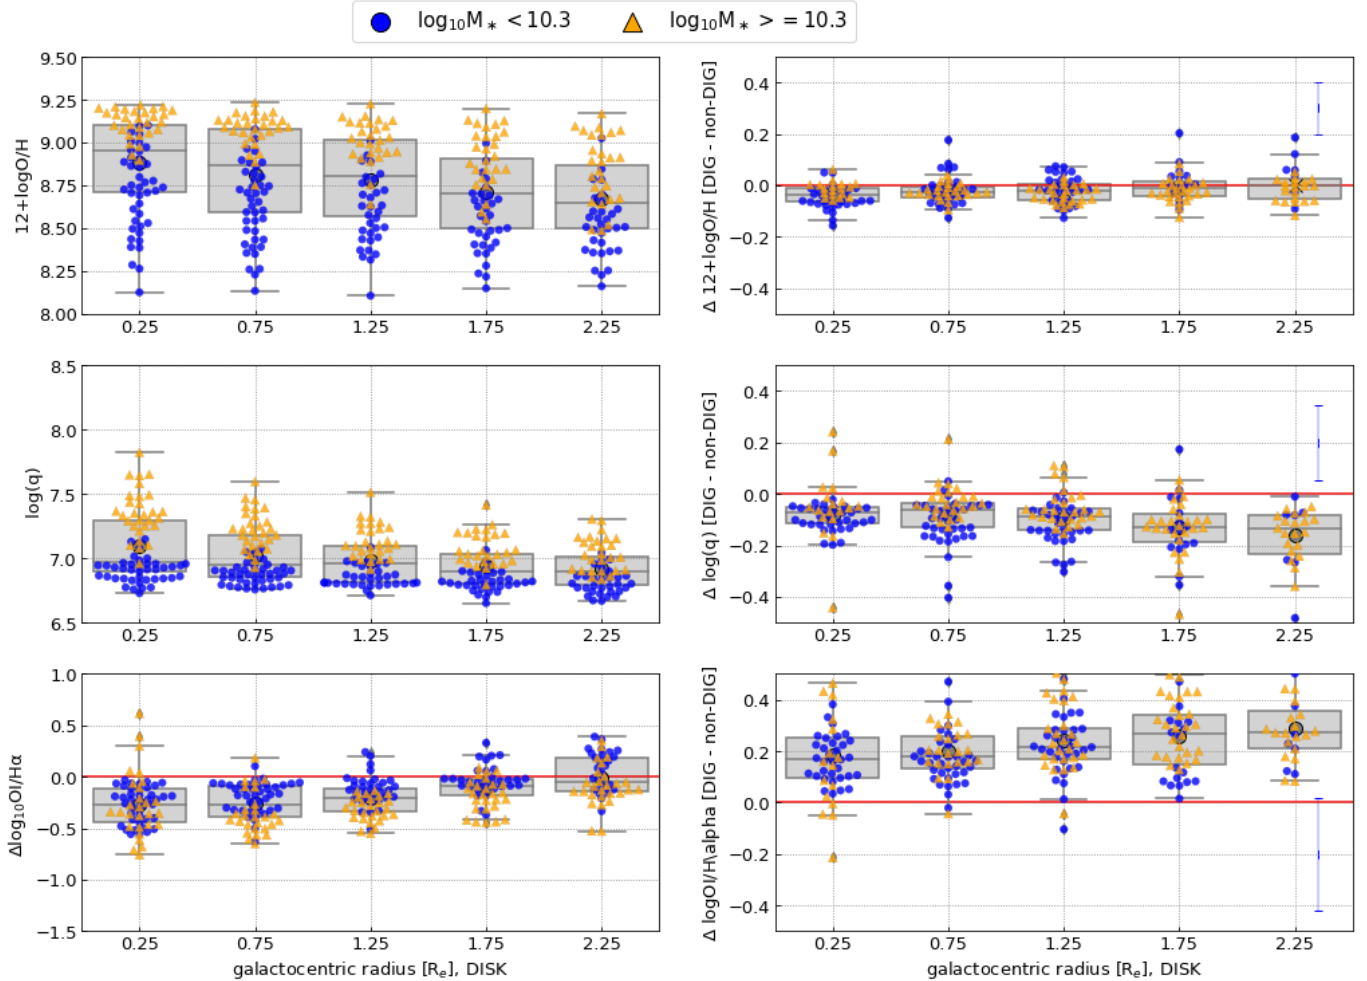 log₁₀M∗ < 10.3 log₁₀M∗ >= 10.3
12+logO/H
9.50
9.25
9.00
8.75
8.50
8.25
8.00
0.25 0.75 1.25 1.75 2.25
Δ 12+logO/H [DIG - non-DIG]
0.4
0.2
0.0
−0.2
−0.4
0.25 0.75 1.25 1.75 2.25
log(q)
8.5
8.0
7.5
7.0
6.5
0.25 0.75 1.25 1.75 2.25
Δ log(q) [DIG - non-DIG]
0.4
0.2
0.0
−0.2
−0.4
0.25 0.75 1.25 1.75 2.25
Δlog₁₀OI/Hα
1.0
0.5
0.0
−0.5
−1.0
−1.5
0.25 0.75 1.25 1.75 2.25
galactocentric radius [Rₑ], DISK
Δ logOI/H\alpha [DIG - non-DIG]
0.4
0.2
0.0
−0.2
−0.4
0.25 0.75 1.25 1.75 2.25
galactocentric radius [Rₑ], DISK